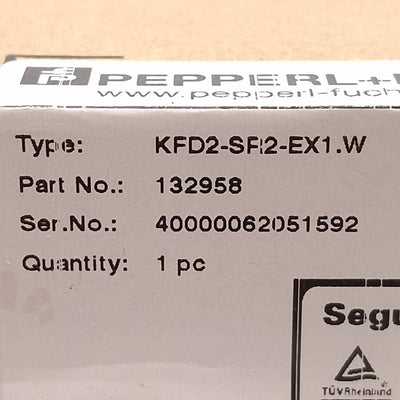 PEPPERL+F
www.pepperl-fuch
Type: KFD2-SR2-EX1.W
Part No.: 132958
Ser.No.: 40000062051592
Quantity: 1 pc
Segu
TÜVRheinland